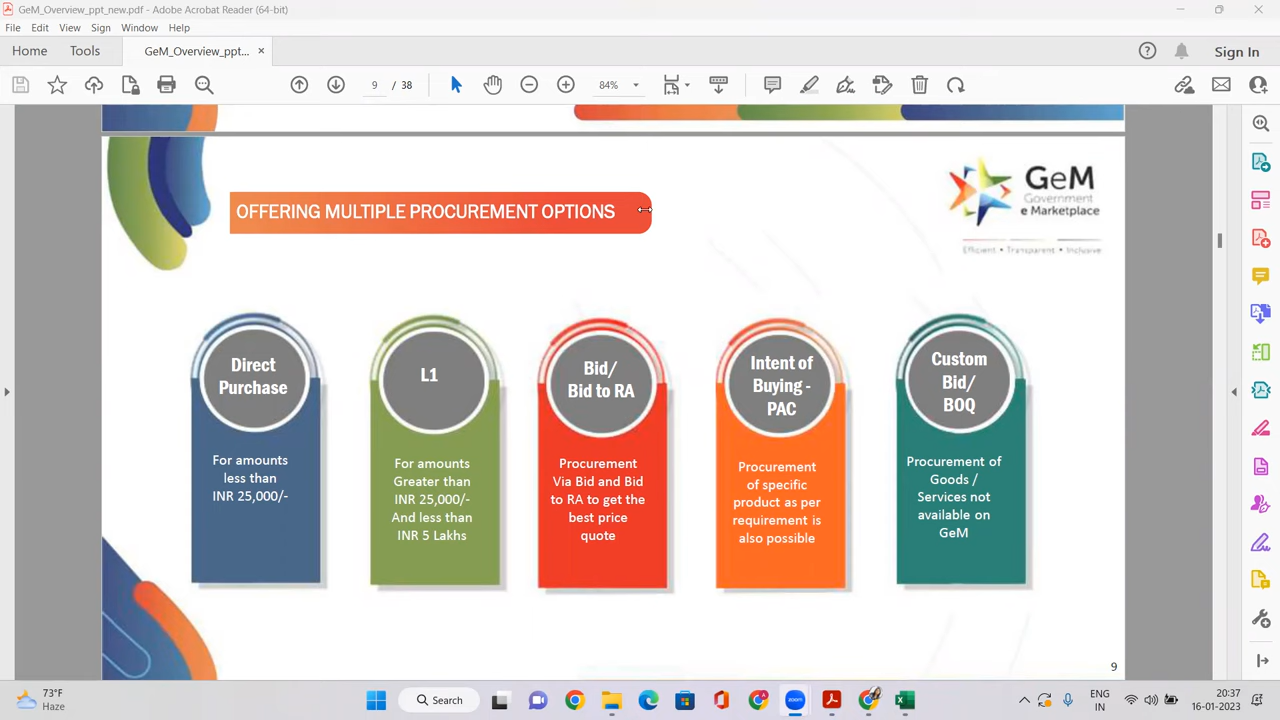 GeM_Overview_ppt_new.pdf - Adobe Acrobat Reader (64-bit)
File Edit View Sign Window Help
Home Tools GeM_Overview_ppt... × Sign In
9 / 38 84%
OFFERING MULTIPLE PROCUREMENT OPTIONS
GeM
Government
e Marketplace
Efficient • Transparent • Inclusive
Direct
Purchase
For amounts
less than
INR 25,000/-
L1
For amounts
Greater than
INR 25,000/-
And less than
INR 5 Lakhs
Bid/
Bid to RA
Procurement
Via Bid and Bid
to RA to get the
best price
quote
Intent of
Buying -
PAC
Procurement
of specific
product as per
requirement is
also possible
Custom
Bid/
BOQ
Procurement of
Goods /
Services not
available on
GeM
9
73°F
Haze
Search
zoom
ENG
IN
20:37
16-01-2023